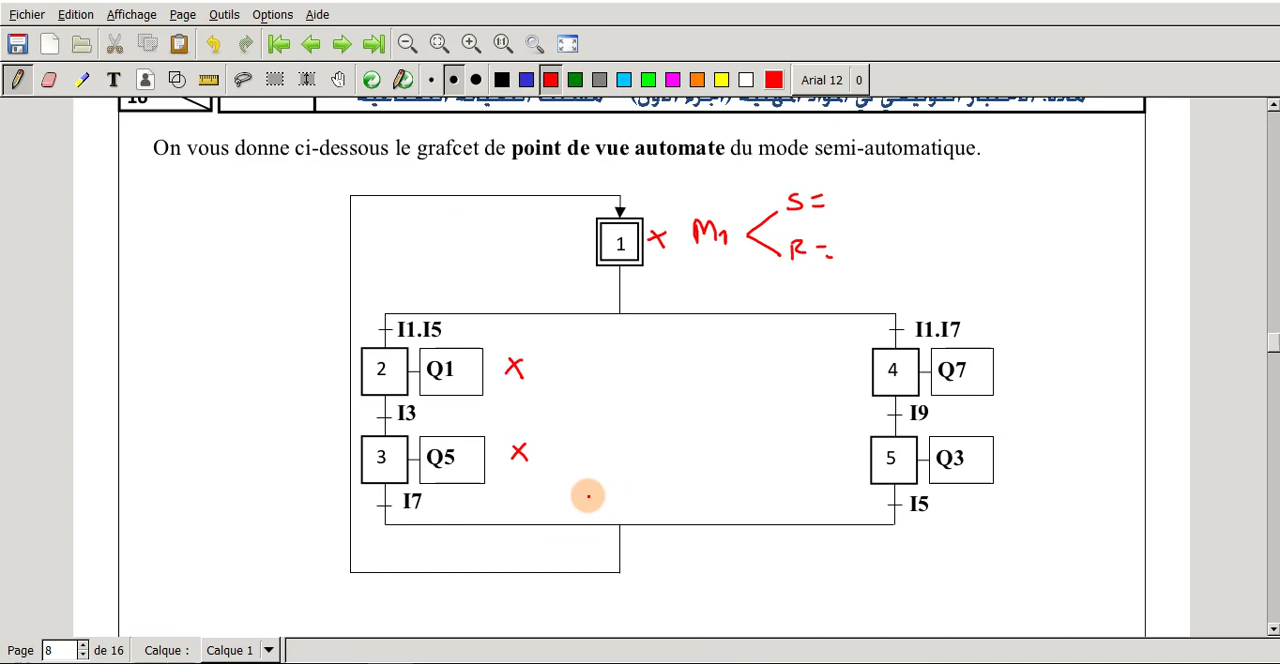 Fichier Edition Affichage Page Outils Options Aide
Arial 12 0
16
On vous donne ci-dessous le grafcet de point de vue automate du mode semi-automatique.
S =
1 × M1
R =
I1.I5 I1.I7
2 Q1 × 4 Q7
I3 I9
3 Q5 × 5 Q3
I7 I5
Page 8 de 16 Calque : Calque 1